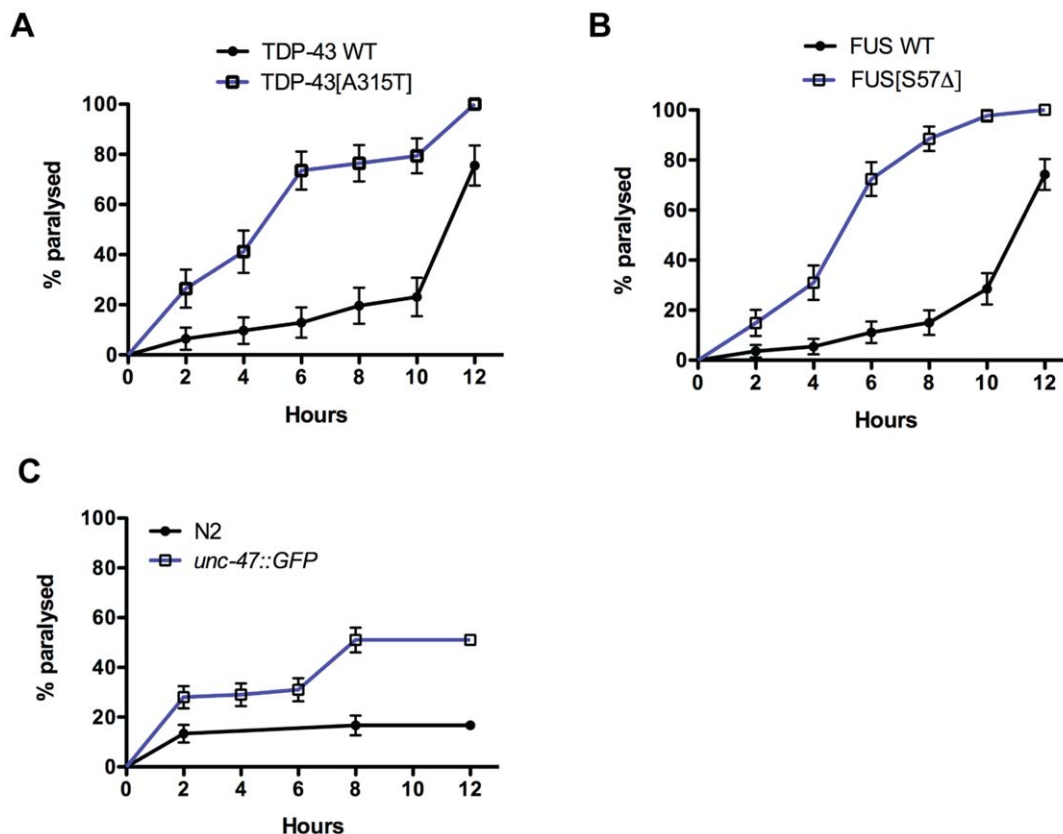 A
TDP-43 WT
TDP-43[A315T]
100
80
60
40
20
0
% paralysed
0 2 4 6 8 10 12
Hours
B
FUS WT
FUS[S57Δ]
100
80
60
40
20
0
% paralysed
0 2 4 6 8 10 12
Hours
C
N2
unc-47::GFP
100
80
60
40
20
0
% paralysed
0 2 4 6 8 10 12
Hours